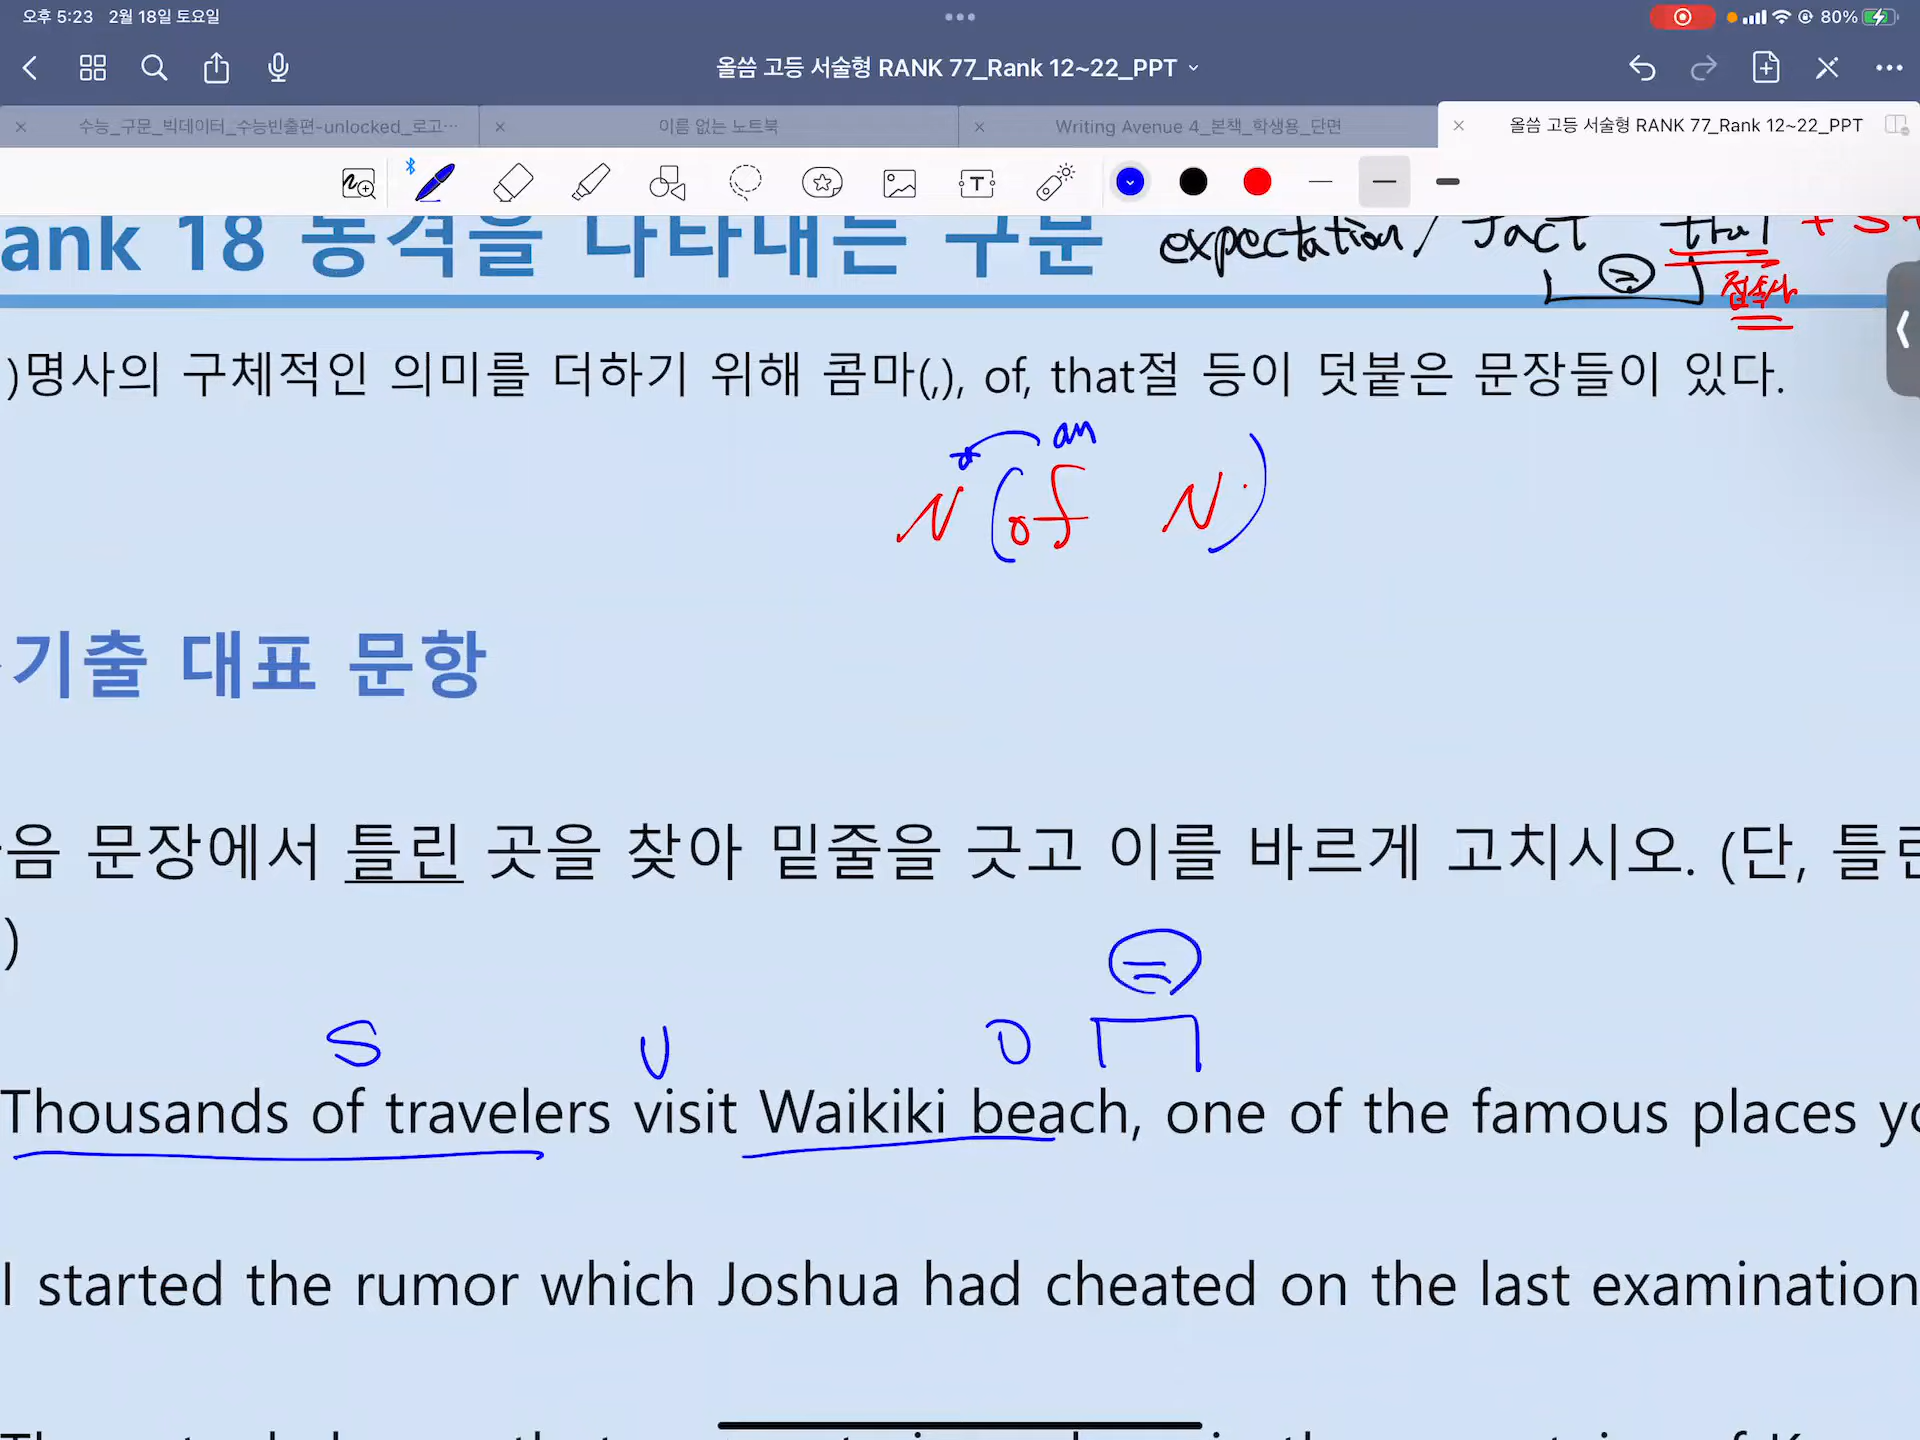 오후 5:23 2월 18일 토요일
80%
올씀 고등 서술형 RANK 77_Rank 12~22_PPT
수능_구문_빅데이터_수능빈출편-unlocked_로고…
이름 없는 노트북
Writing Avenue 4_본책_학생용_단면
올씀 고등 서술형 RANK 77_Rank 12~22_PPT
ank 18 동격을 나타내는 구문
expectation / fact that + S +
=
접속사
)명사의 구체적인 의미를 더하기 위해 콤마(,), of, that절 등이 덧붙은 문장들이 있다.
N (of N)
기출 대표 문항
음 문장에서 틀린 곳을 찾아 밑줄을 긋고 이를 바르게 고치시오. (단, 틀린
)
=
S V O
Thousands of travelers visit Waikiki beach, one of the famous places yo
I started the rumor which Joshua had cheated on the last examination